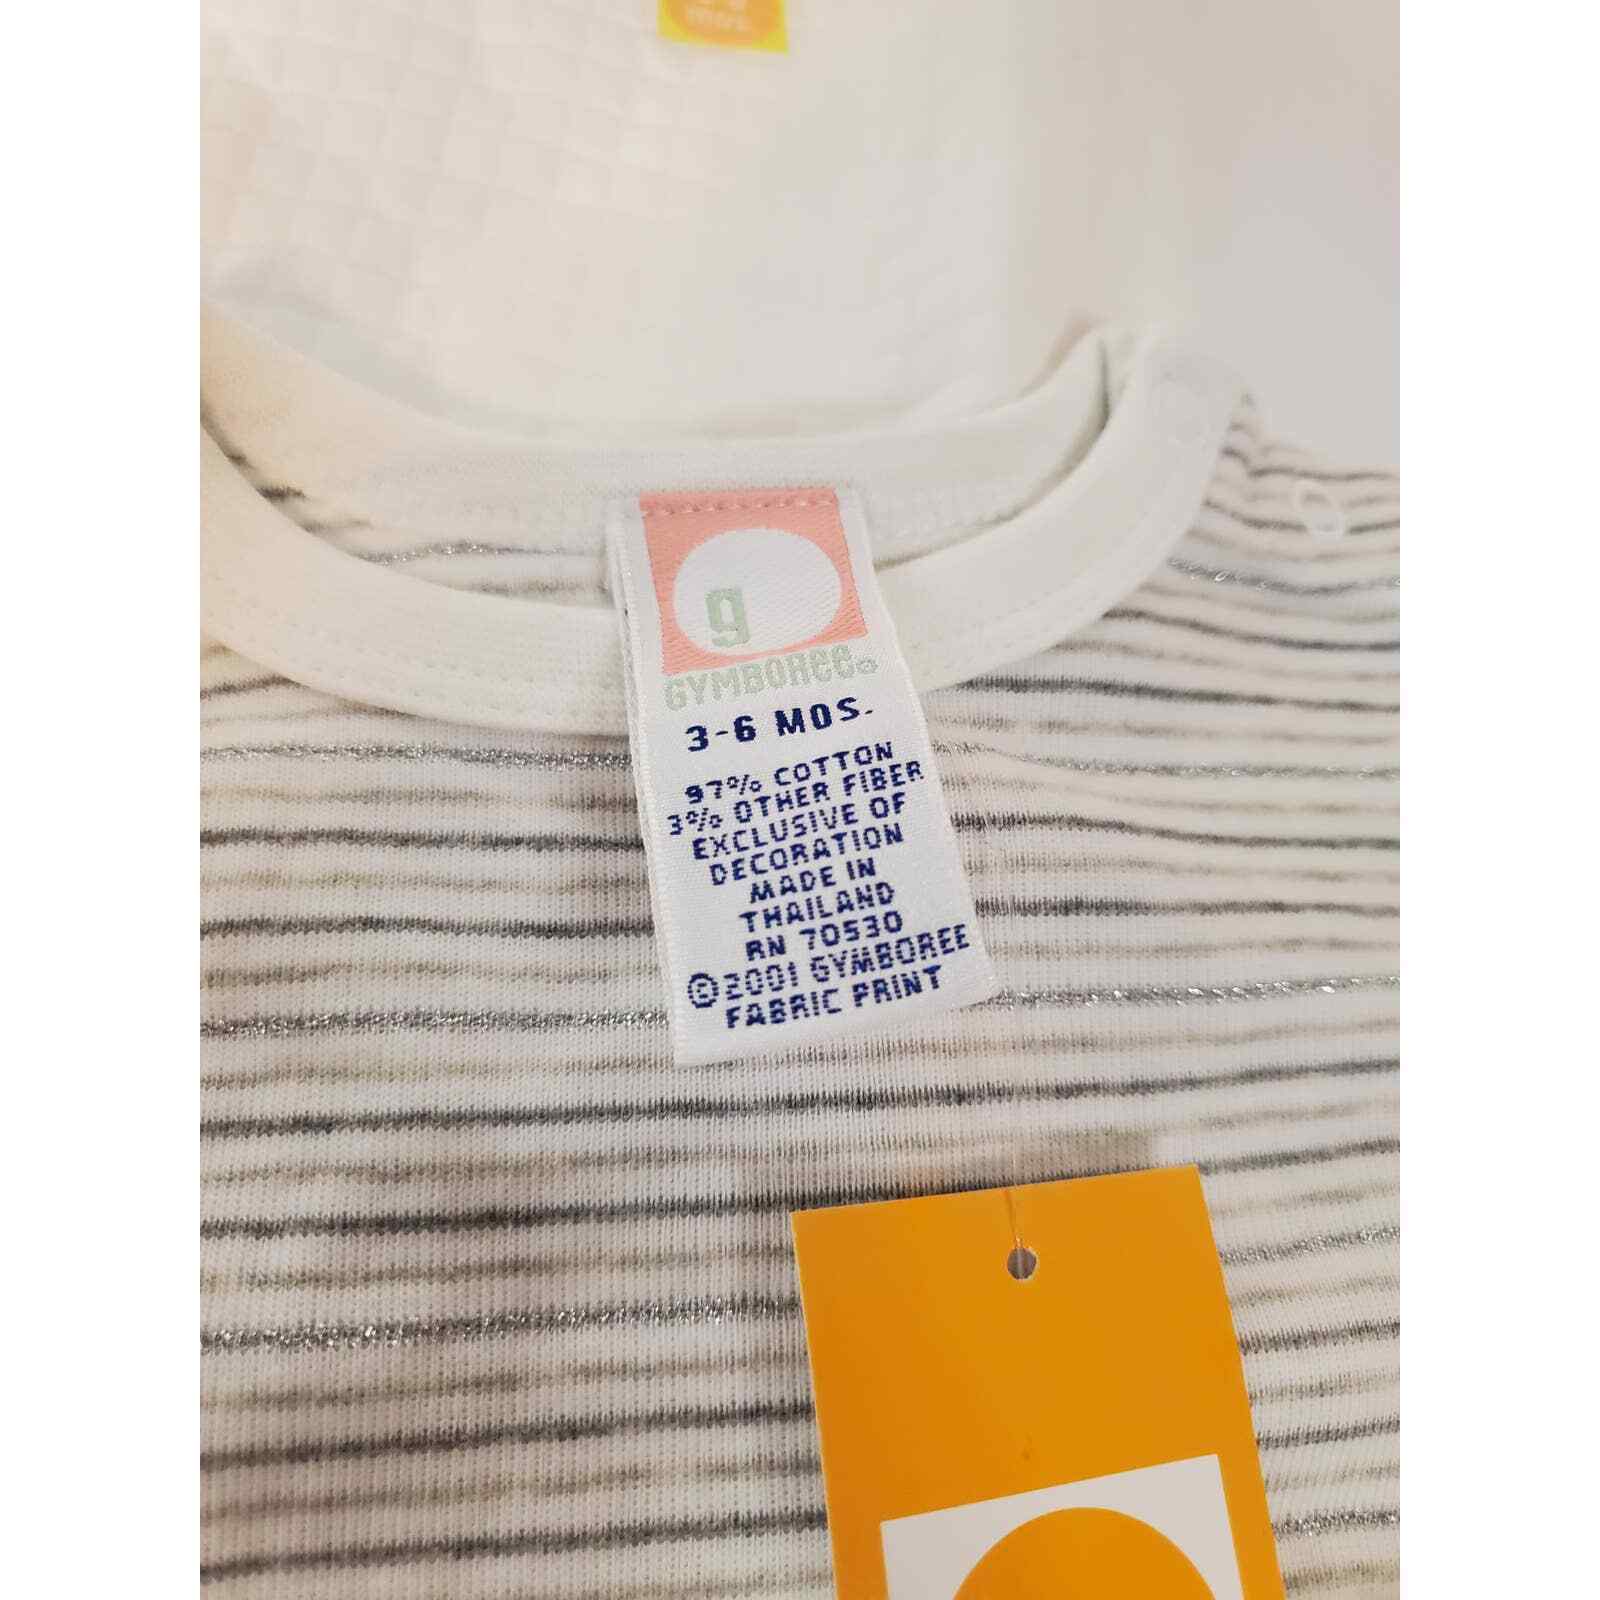 g
GYMBOREE®
3-6 MOS.
97% COTTON
3% OTHER FIBER
EXCLUSIVE OF
DECORATION
MADE IN
THAILAND
RN 70530
©2001 GYMBOREE
FABRIC PRINT